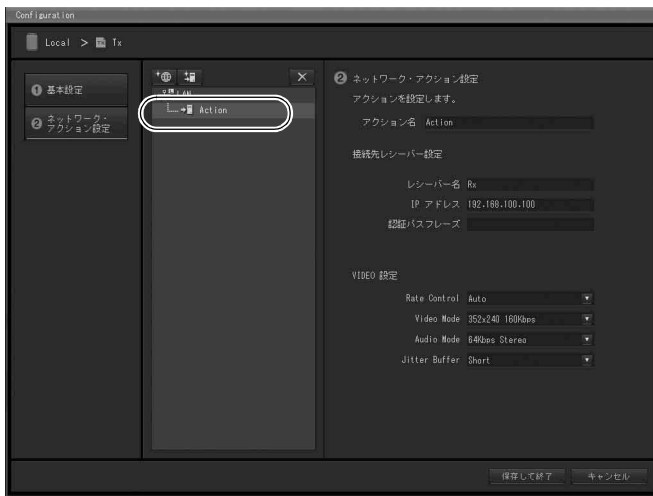 Configuration
Local > Tx
❶ 基本設定
❷ ネットワーク・
アクション設定
LAN
Action
❷ ネットワーク・アクション設定
アクションを設定します。
アクション名 Action
接続先レシーバー設定
レシーバー名 Rx
IP アドレス 192.168.100.100
認証パスフレーズ
VIDEO 設定
Rate Control Auto
Video Mode 352x240 160Kbps
Audio Mode 64Kbps Stereo
Jitter Buffer Short
保存して終了 キャンセル